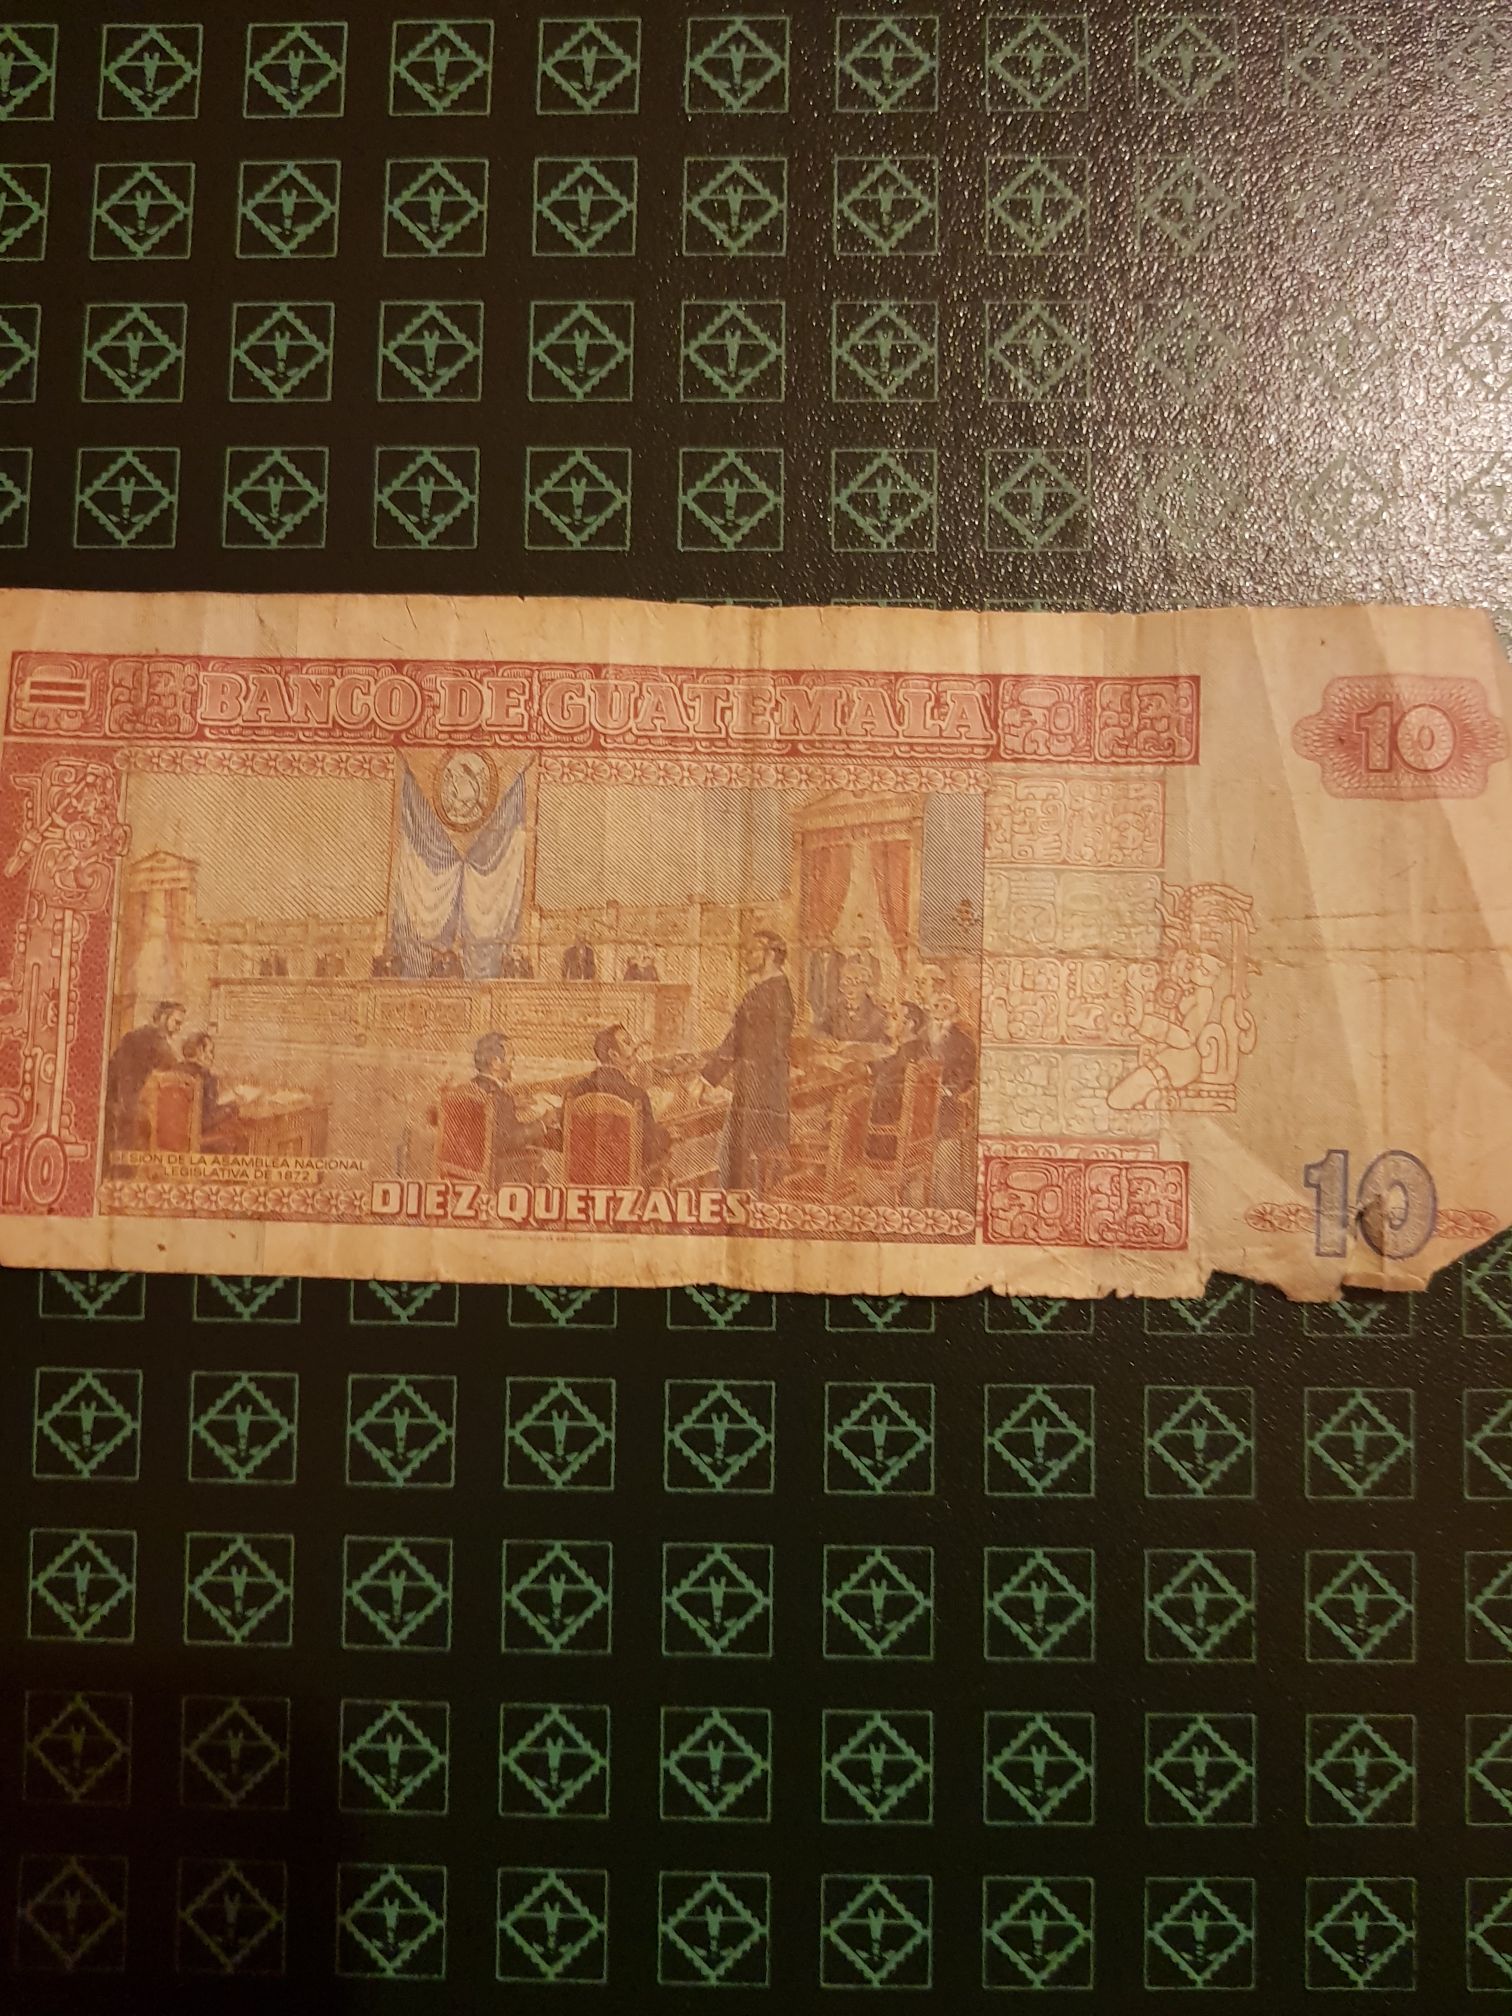 BANCO DE GUATEMALA
10
SESION DE LA ASAMBLEA NACIONAL
LEGISLATIVA DE 1872
10
DIEZ QUETZALES
10